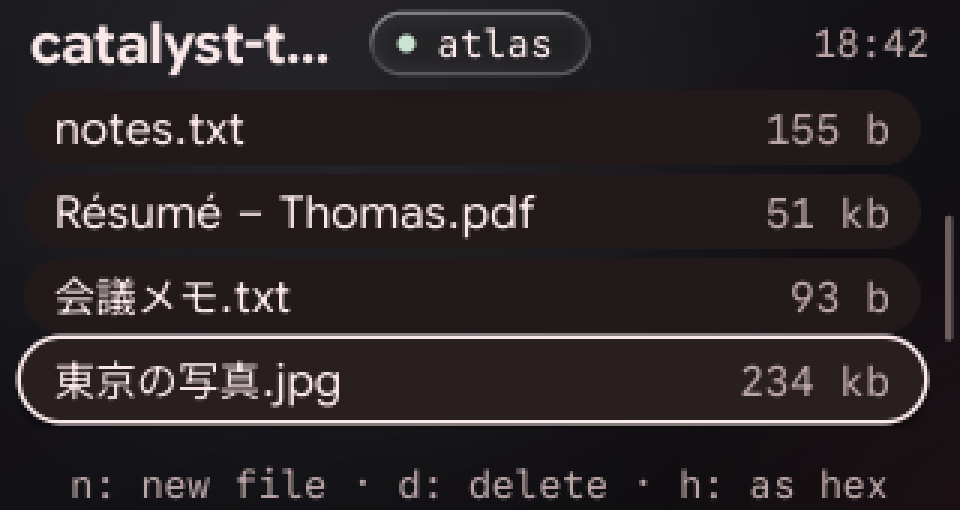 catalyst-t... atlas 18:42
notes.txt 155 b
Résumé – Thomas.pdf 51 kb
会議メモ.txt 93 b
東京の写真.jpg 234 kb
n: new file · d: delete · h: as hex